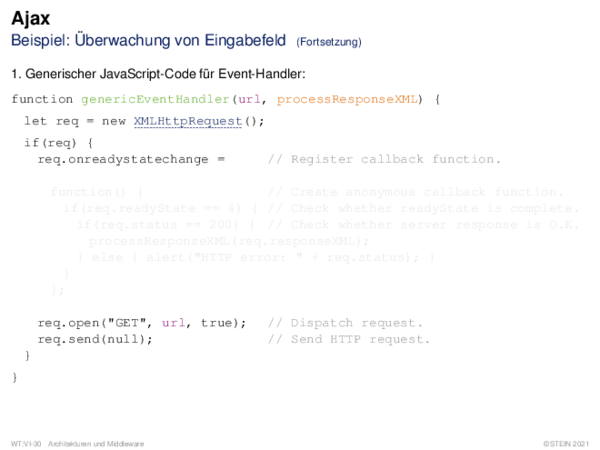 Ajax
Beispiel: Überwachung von Eingabefeld (Fortsetzung)
1. Generischer JavaScript-Code für Event-Handler:
function genericEventHandler(url, processResponseXML) {
let req = new XMLHttpRequest();
if(req) {
req.onreadystatechange = // Register callback function.
function() { // Create anonymous callback function.
if(req.readyState == 4) { // Check whether readyState is complete.
if(req.status == 200) { // Check whether server response is O.K.
processResponseXML(req.responseXML);
} else { alert("HTTP error: " + req.status); }
}
};
req.open("GET", url, true); // Dispatch request.
req.send(null); // Send HTTP request.
}
}
WT:VI-30 Architekturen und Middleware ©STEIN 2021